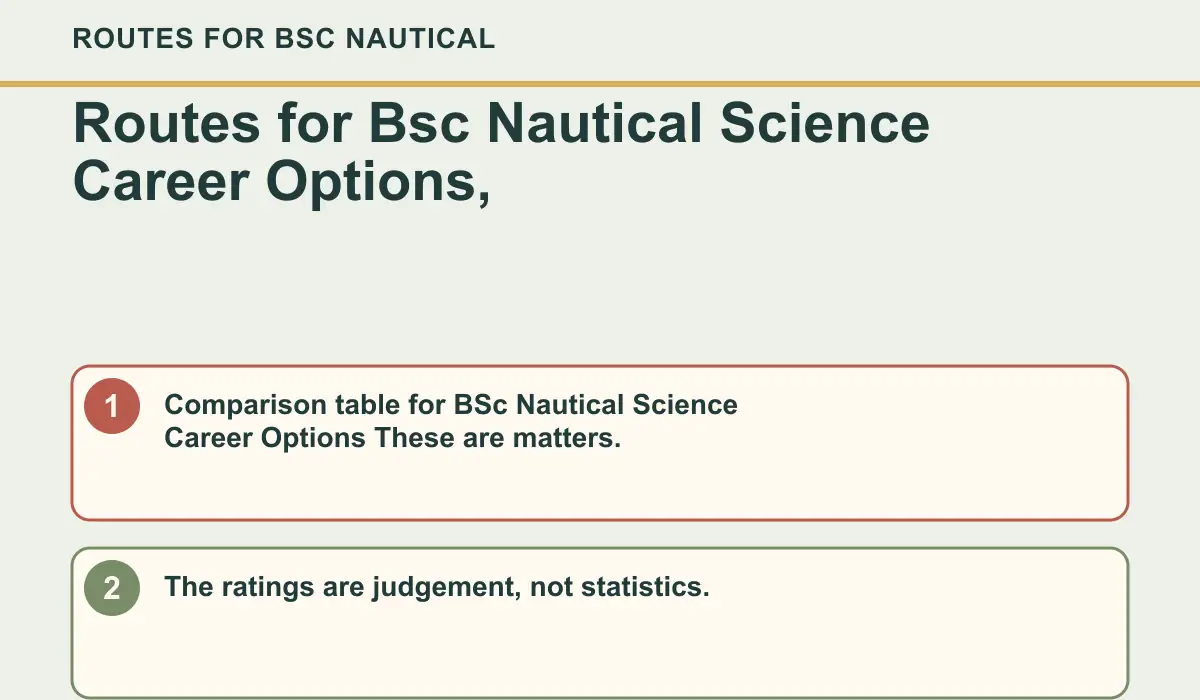 ROUTES FOR BSC NAUTICAL
Routes for Bsc Nautical Science
Career Options,
1
Comparison table for BSc Nautical Science
Career Options These are matters.
2
The ratings are judgement, not statistics.